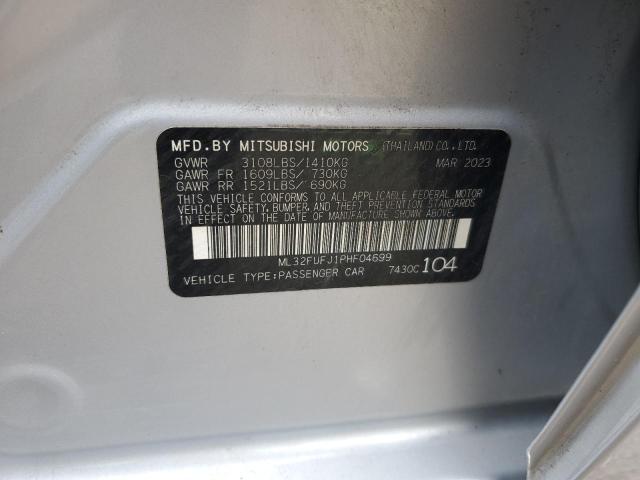 MFD.BY MITSUBISHI MOTORS (THAILAND)CO.,LTD.
GVWR 3108LBS/1410KG MAR 2023
GAWR FR 1609LBS/ 730KG
GAWR RR 1521LBS/ 690KG
THIS VEHICLE CONFORMS TO ALL APPLICABLE FEDERAL MOTOR
VEHICLE SAFETY, BUMPER, AND THEFT PREVENTION STANDARDS
IN EFFECT ON THE DATE OF MANUFACTURE SHOWN ABOVE.
ML32FUFJ1PHF04699
VEHICLE TYPE:PASSENGER CAR 7430C 104